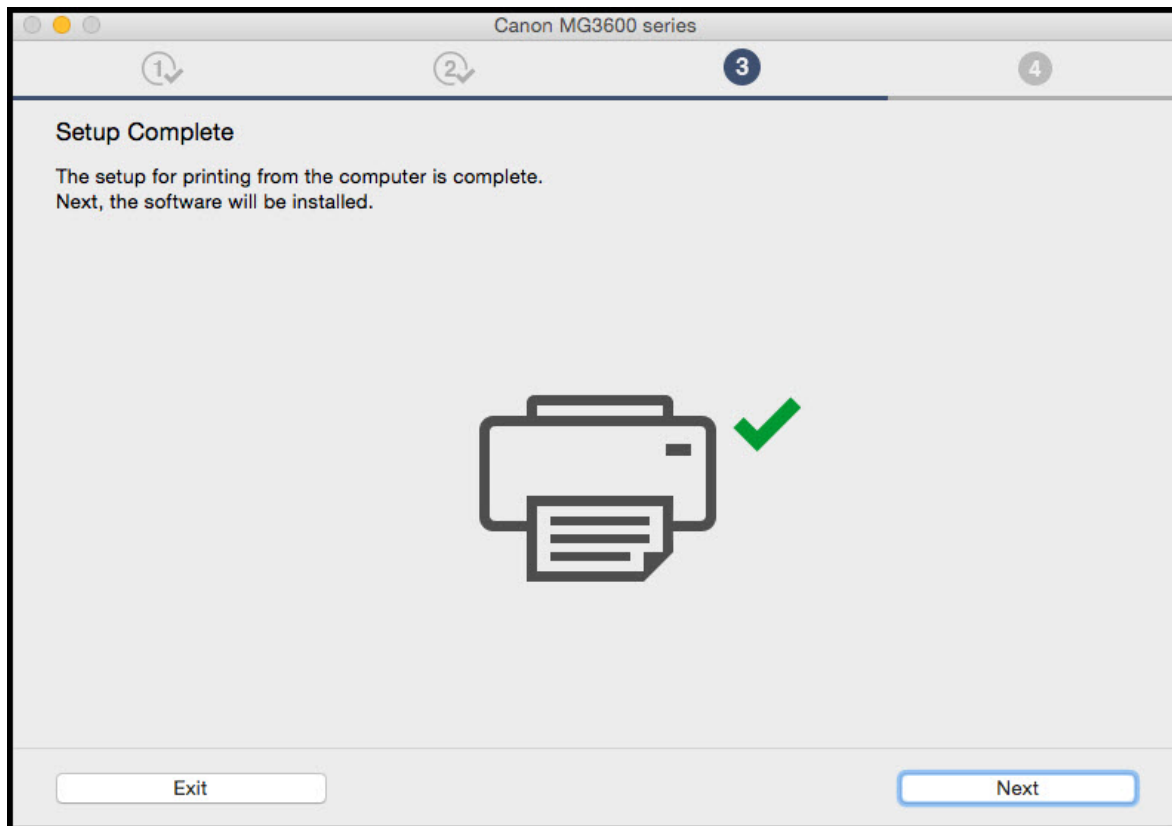 Canon MG3600 series
1
2
3
4
Setup Complete
The setup for printing from the computer is complete.
Next, the software will be installed.
Exit
Next